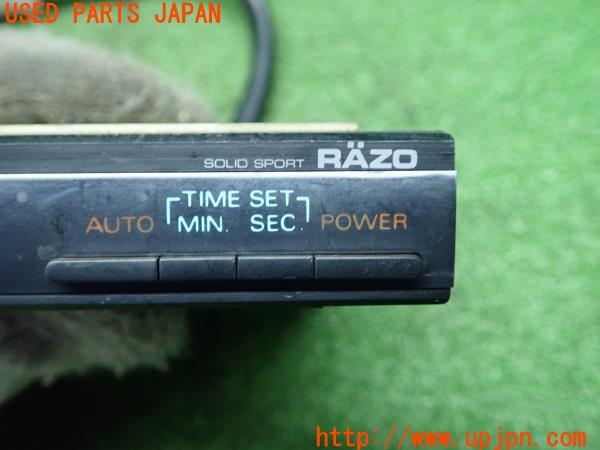 USED PARTS JAPAN
SOLID SPORT RÄZO
TIME SET
AUTO MIN. SEC. POWER
http://www.upjpn.com